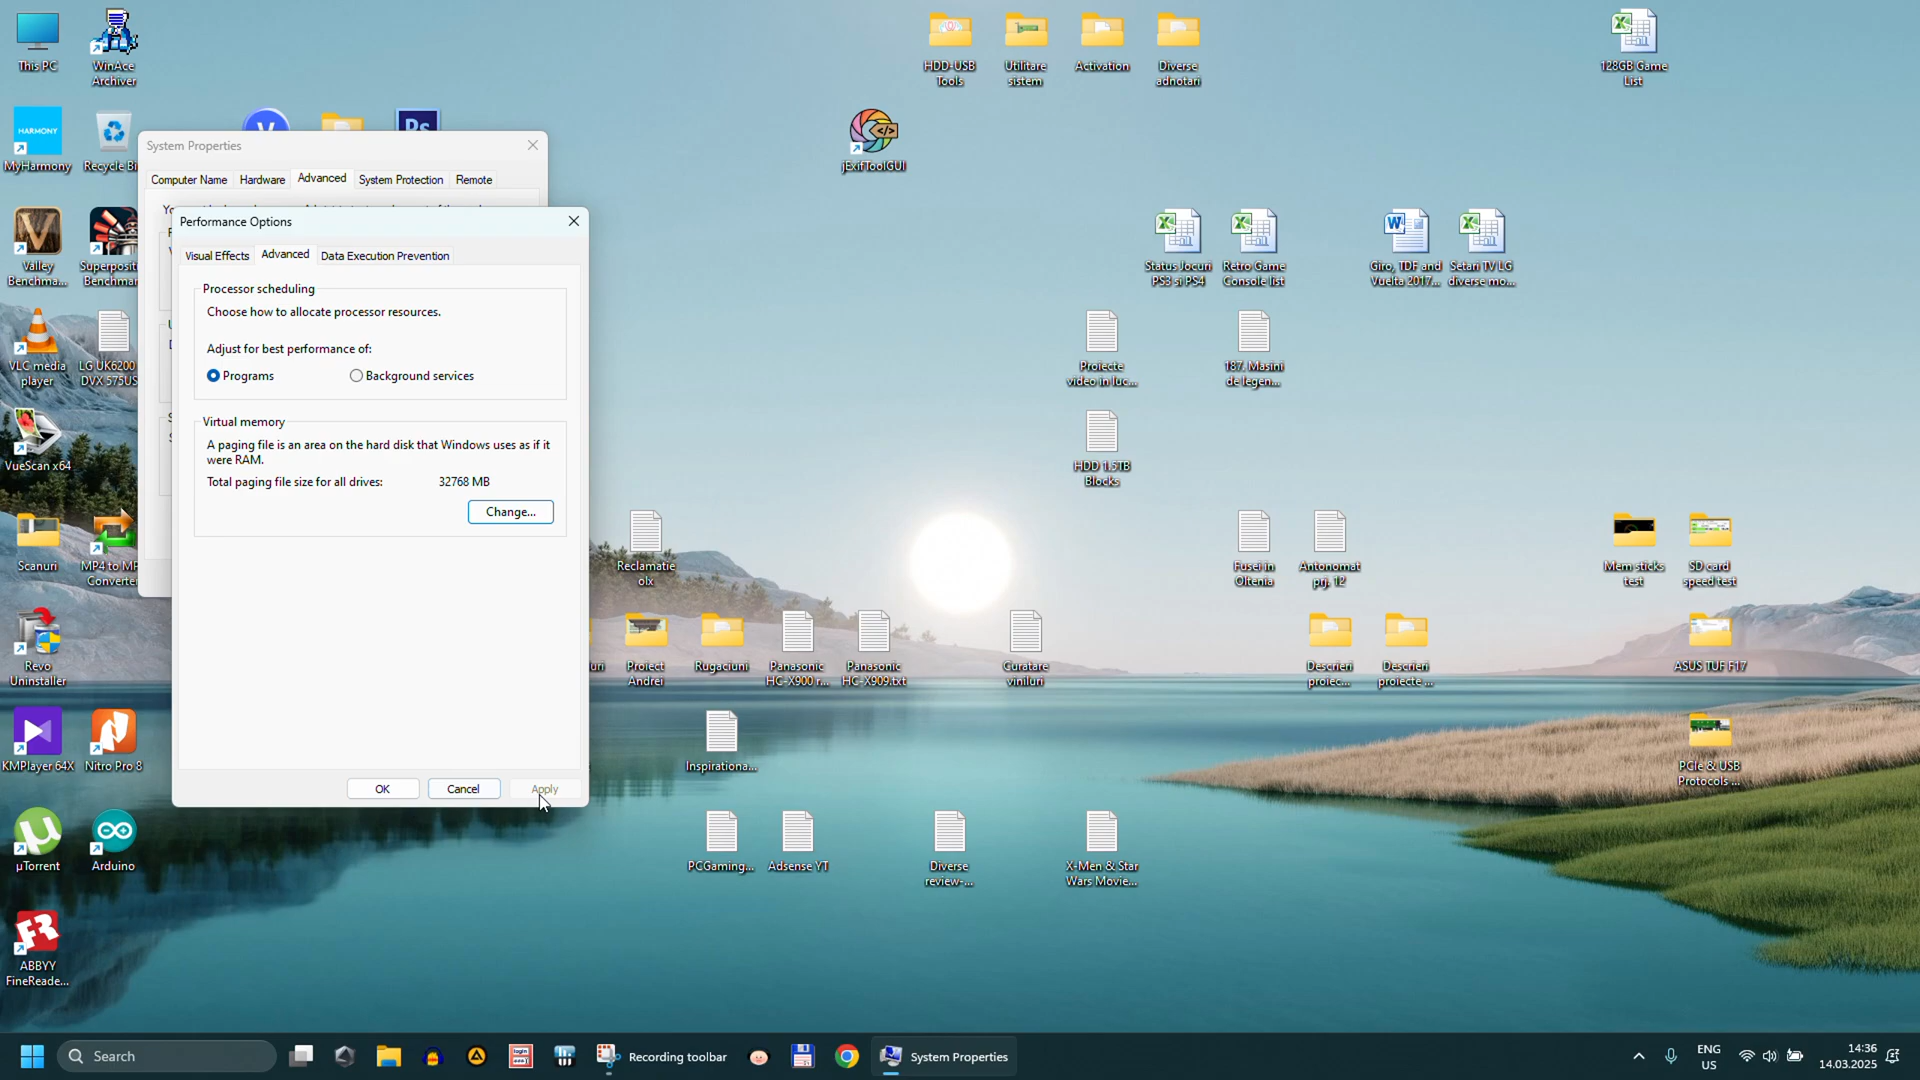 This PC
WinAce
Archiver
HDD-USB
Tools
Utilitare
sistem
Activation
Diverse
adnotari
128GB Game
List
HARMONY
MyHarmony
Recycle Bi
Ps
</>
jExifToolGUI
System Properties
Computer Name
Hardware
Advanced
System Protection
Remote
Performance Options
Visual Effects
Advanced
Data Execution Prevention
Processor scheduling
Choose how to allocate processor resources.
Adjust for best performance of:
Programs
Background services
Virtual memory
A paging file is an area on the hard disk that Windows uses as if it
were RAM.
Total paging file size for all drives:
32768 MB
Change...
OK
Cancel
Apply
Valley
Benchma...
Superposit
Benchmar
Status Jocuri
PS3 si PS4
Retro Game
Console list
Giro, TDF and
Vuelta 2017...
Setari TV LG
diverse mo...
VLC media
player
LG UK6200
DVX 575US
Proiecte
video in luc...
187. Masini
de legen...
VueScan x64
HDD 1.5TB
Blocks
Scanuri
MP4 to MP
Converte
Reclamatie
olx
Fusei in
Oltenia
Antonomat
prj. 12
Mem sticks
test
SD card
speed test
Revo
Uninstaller
uri
Proiect
Andrei
Rugaciuni
Panasonic
HC-X900 r...
Panasonic
HC-X909.txt
Curatare
viniluri
Descrieri
proiec...
Descrieri
proiecte ...
ASUS TUF F17
KMPlayer 64X
Nitro Pro 8
Inspirationa...
PCIe & USB
Protocols ...
µTorrent
Arduino
PCGaming...
Adsense YT
Diverse
review-...
X-Men & Star
Wars Movie...
ABBYY
FineReade...
Search
Recording toolbar
System Properties
ENG
US
14:36
14.03.2025